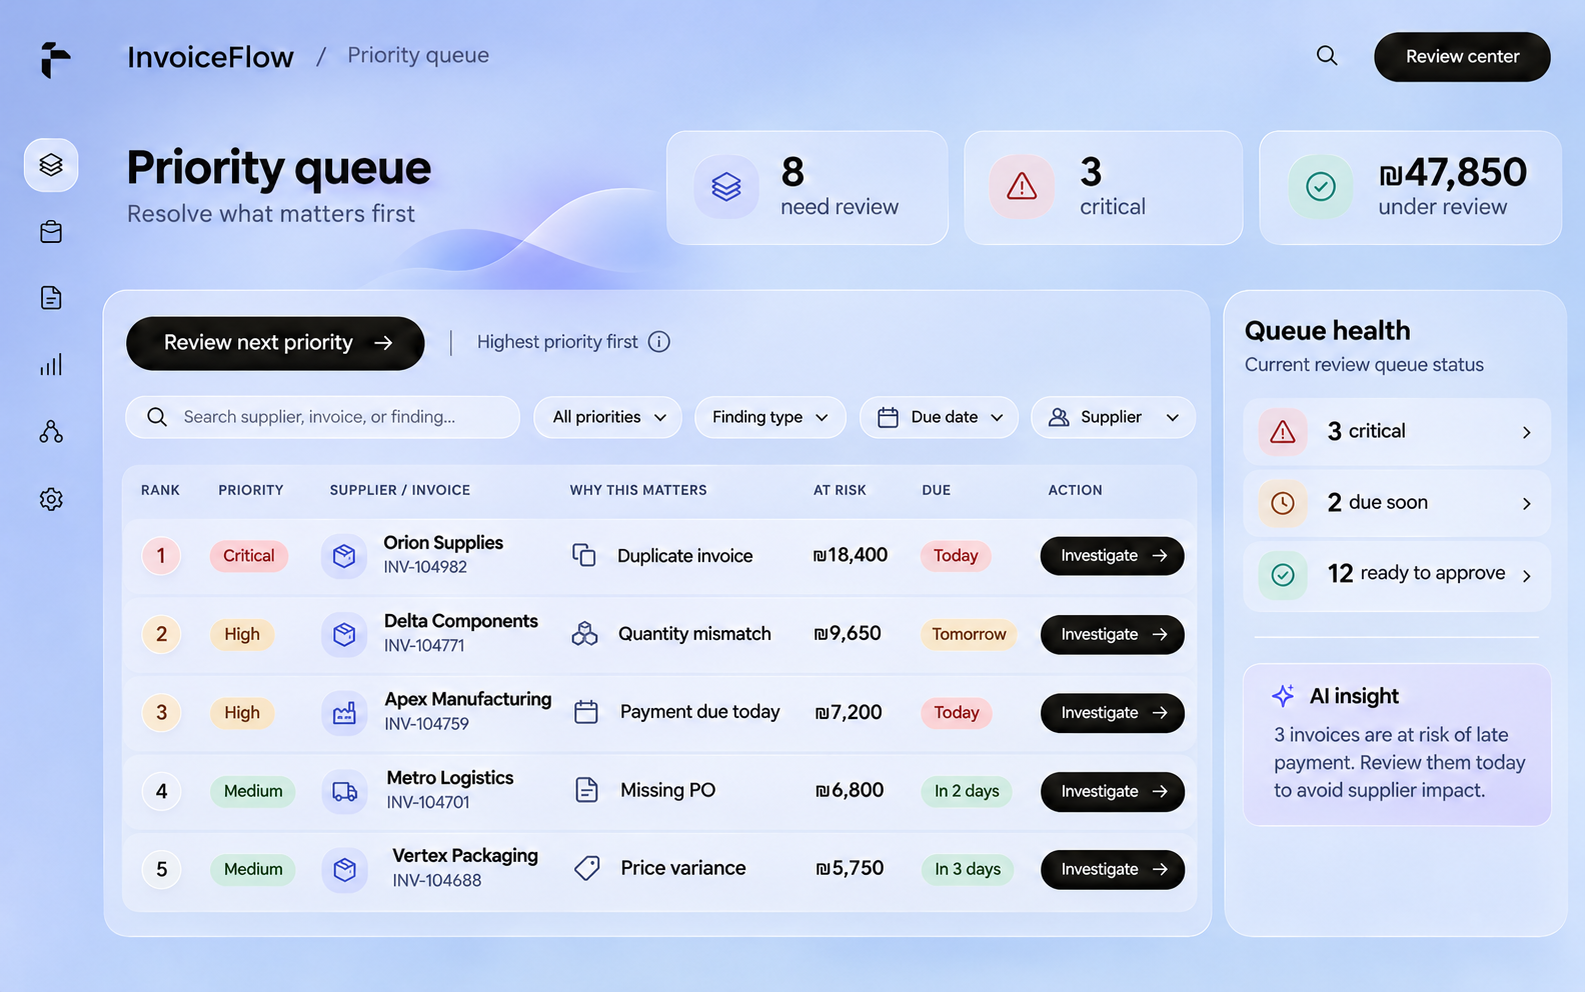 InvoiceFlow / Priority queue
Review center
Priority queue
Resolve what matters first
8
need review
3
critical
₪47,850
under review
Review next priority →
Highest priority first
Search supplier, invoice, or finding...
All priorities
Finding type
Due date
Supplier
RANK PRIORITY SUPPLIER / INVOICE WHY THIS MATTERS AT RISK DUE ACTION
1 Critical Orion Supplies Duplicate invoice ₪18,400 Today Investigate →
INV-104982
2 High Delta Components Quantity mismatch ₪9,650 Tomorrow Investigate →
INV-104771
3 High Apex Manufacturing Payment due today ₪7,200 Today Investigate →
INV-104759
4 Medium Metro Logistics Missing PO ₪6,800 In 2 days Investigate →
INV-104701
5 Medium Vertex Packaging Price variance ₪5,750 In 3 days Investigate →
INV-104688
Queue health
Current review queue status
3 critical
2 due soon
12 ready to approve
AI insight
3 invoices are at risk of late
payment. Review them today
to avoid supplier impact.